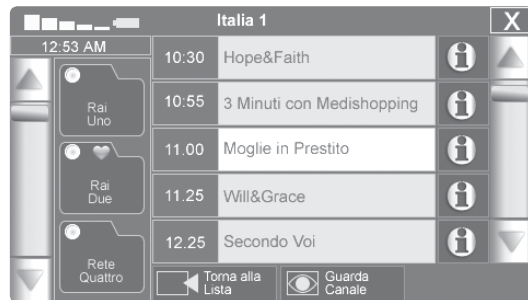 Italia 1
X
12:53 AM
Rai
Uno
Rai
Due
Rete
Quattro
10:30 Hope&Faith i
10:55 3 Minuti con Medishopping i
11.00 Moglie in Prestito i
11.25 Will&Grace i
12.25 Secondo Voi i
Torna alla
Lista
Guarda
Canale